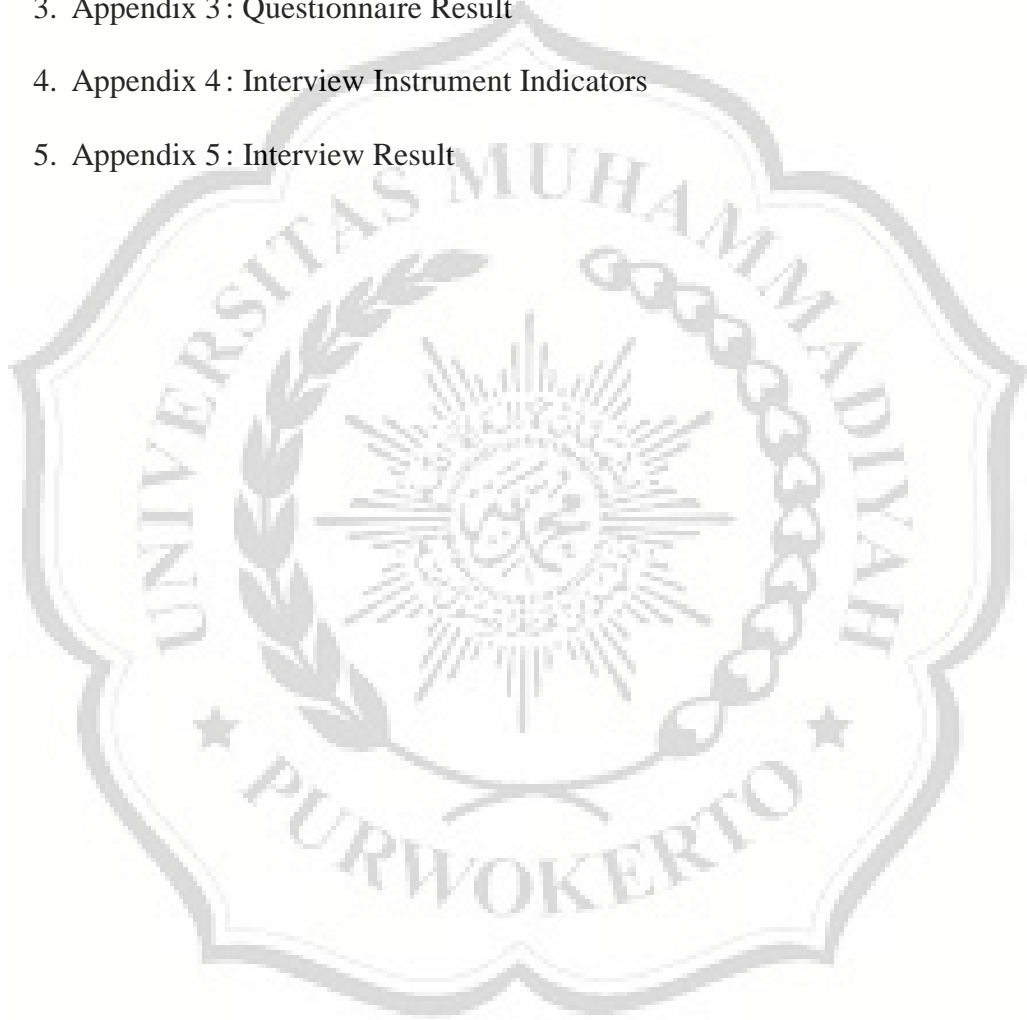 3. Appendix 3: Questionnaire Result
4. Appendix 4: Interview Instrument Indicators
5. Appendix 5: Interview Result
UNIVERSITAS MUHAMMADIYAH
محمد
★ PURWOKERTO ★